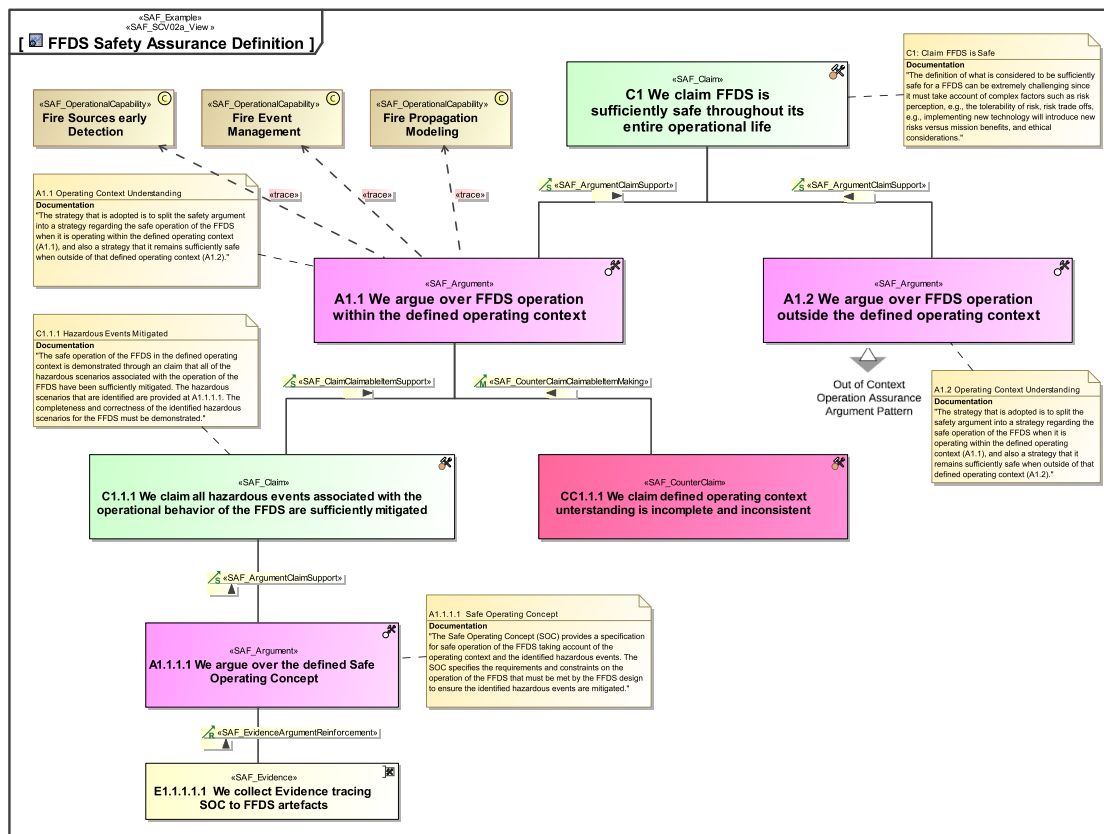 «SAF_Example»
«SAF_SCV02a_View »
[ FFDS Safety Assurance Definition ]
«SAF_OperationalCapability»
Fire Sources early
Detection
C
«SAF_OperationalCapability»
Fire Event
Management
C
«SAF_OperationalCapability»
Fire Propagation
Modeling
C
«SAF_Claim»
C1 We claim FFDS is
sufficiently safe throughout its
entire operational life
C1: Claim FFDS is Safe
Documentation
"The definition of what is considered to be sufficiently
safe for a FFDS can be extremely challenging since
it must take account of complex factors such as risk
perception, e.g., the tolerability of risk, risk trade offs,
e.g., implementing new technology will introduce new
risks versus mission benefits, and ethical
considerations."
«trace»
«trace»
«trace»
S «SAF_ArgumentClaimSupport»
S «SAF_ArgumentClaimSupport»
A1.1 Operating Context Understanding
Documentation
"The strategy that is adopted is to split the safety argument
into a strategy regarding the safe operation of the FFDS
when it is operating within the defined operating context
(A1.1), and also a strategy that it remains sufficiently safe
when outside of that defined operating context (A1.2)."
«SAF_Argument»
A1.1 We argue over FFDS operation
within the defined operating context
«SAF_Argument»
A1.2 We argue over FFDS operation
outside the defined operating context
Out of Context
Operation Assurance
Argument Pattern
C1.1.1 Hazardous Events Mitigated
Documentation
"The safe operation of the FFDS in the defined operating
context is demonstrated through an claim that all of the
hazardous scenarios associated with the operation of the
FFDS have been sufficiently mitigated. The hazardous
scenarios that are identified are provided at A1.1.1.1. The
completeness and correctness of the identified hazardous
scenarios for the FFDS must be demonstrated."
S «SAF_ClaimClaimableItemSupport»
M «SAF_CounterClaimClaimableItemMaking»
A1.2 Operating Context Understanding
Documentation
"The strategy that is adopted is to split the
safety argument into a strategy regarding the
safe operation of the FFDS when it is
operating within the defined operating
context (A1.1), and also a strategy that it
remains sufficiently safe when outside of that
defined operating context (A1.2)."
«SAF_Claim»
C1.1.1 We claim all hazardous events associated with the
operational behavior of the FFDS are sufficiently mitigated
«SAF_CounterClaim»
CC1.1.1 We claim defined operating context
unterstanding is incomplete and inconsistent
S «SAF_ArgumentClaimSupport»
«SAF_Argument»
A1.1.1.1 We argue over the defined Safe
Operating Concept
A1.1.1.1 Safe Operating Concept
Documentation
"The Safe Operating Concept (SOC) provides a specification
for safe operation of the FFDS taking account of the
operating context and the identified hazardous events. The
SOC specifies the requirements and constraints on the
operation of the FFDS that must be met by the FFDS design
to ensure the identified hazardous events are mitigated."
R «SAF_EvidenceArgumentReinforcement»
«SAF_Evidence»
E1.1.1.1.1 We collect Evidence tracing
SOC to FFDS artefacts